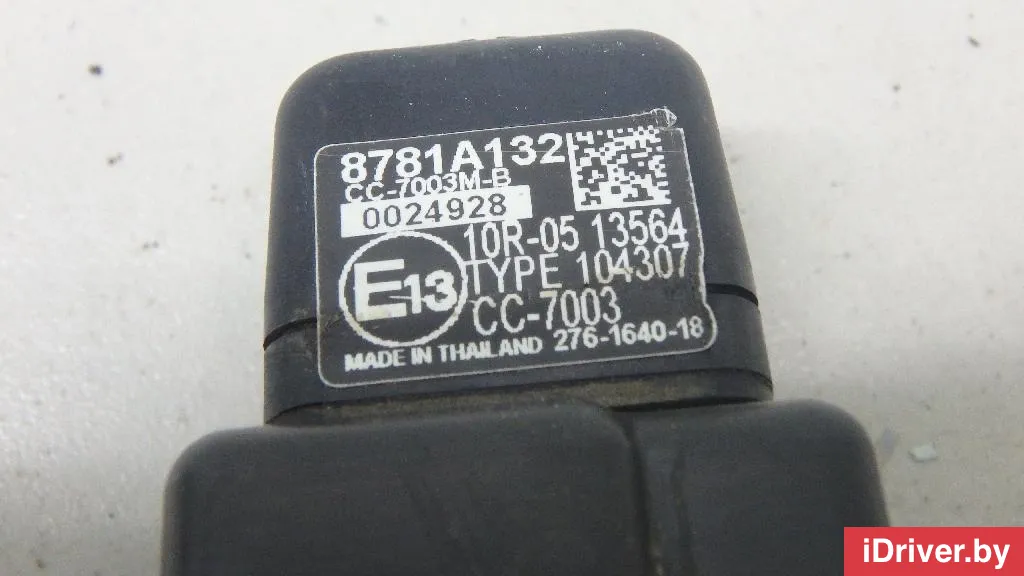 8781A132
CC-7003M-B
0024928
10R-05 13564
E13
TYPE 104307
CC-7003
MADE IN THAILAND 276-1640-18
iDriver.by